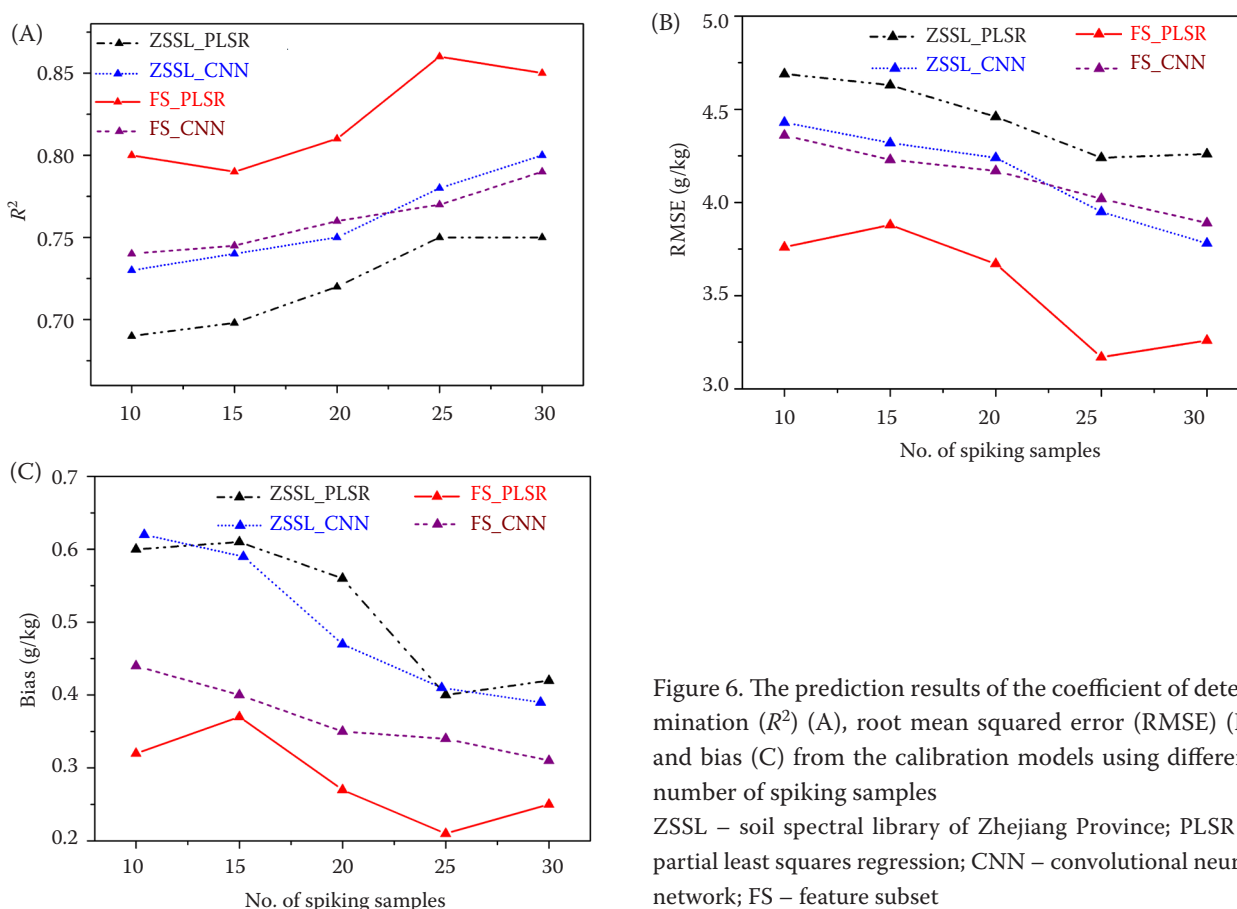 (A)
ZSSL_PLSR
ZSSL_CNN
FS_PLSR
FS_CNN
0.85
0.80
0.75
0.70
R²
10 15 20 25 30
(B)
5.0
4.5
4.0
3.5
3.0
RMSE (g/kg)
ZSSL_PLSR FS_PLSR
ZSSL_CNN FS_CNN
10 15 20 25 30
No. of spiking samples
(C)
0.7
0.6
0.5
0.4
0.3
0.2
Bias (g/kg)
ZSSL_PLSR FS_PLSR
ZSSL_CNN FS_CNN
10 15 20 25 30
No. of spiking samples
Figure 6. The prediction results of the coefficient of dete
mination (R²) (A), root mean squared error (RMSE) (
and bias (C) from the calibration models using differe
number of spiking samples
ZSSL – soil spectral library of Zhejiang Province; PLSR
partial least squares regression; CNN – convolutional neur
network; FS – feature subset